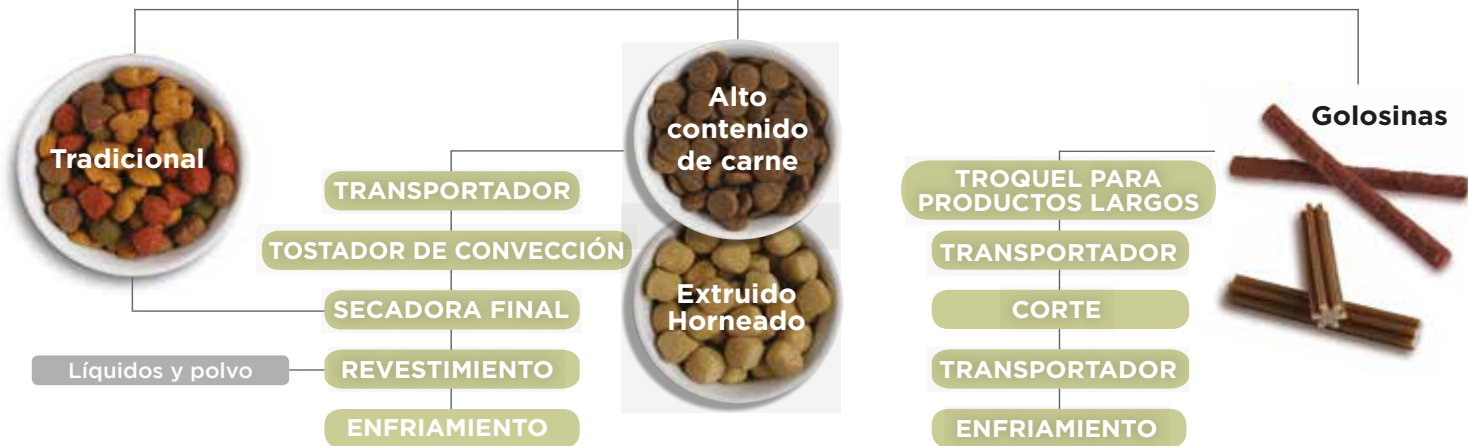 Tradicional
Alto
contenido
de carne
Extruido
Horneado
Golosinas
TRANSPORTADOR
TOSTADOR DE CONVECCIÓN
SECADORA FINAL
Líquidos y polvo
REVESTIMIENTO
ENFRIAMIENTO
TROQUEL PARA
PRODUCTOS LARGOS
TRANSPORTADOR
CORTE
TRANSPORTADOR
ENFRIAMIENTO